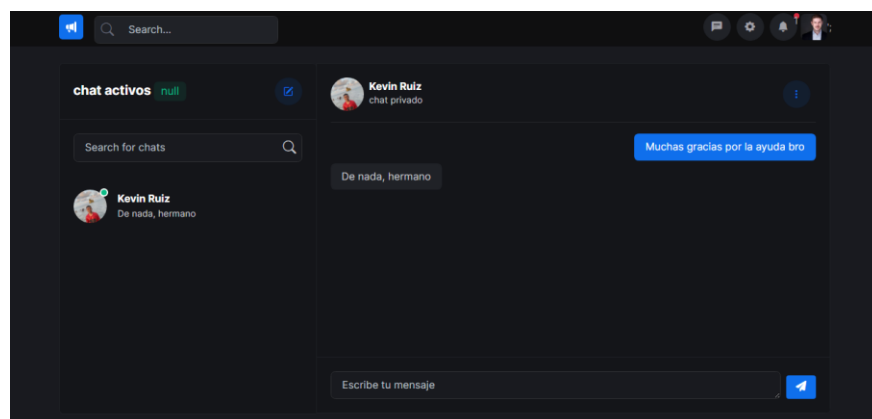 Search...
chat activos null
Search for chats
Kevin Ruiz
De nada, hermano
Kevin Ruiz
chat privado
Muchas gracias por la ayuda bro
De nada, hermano
Escribe tu mensaje